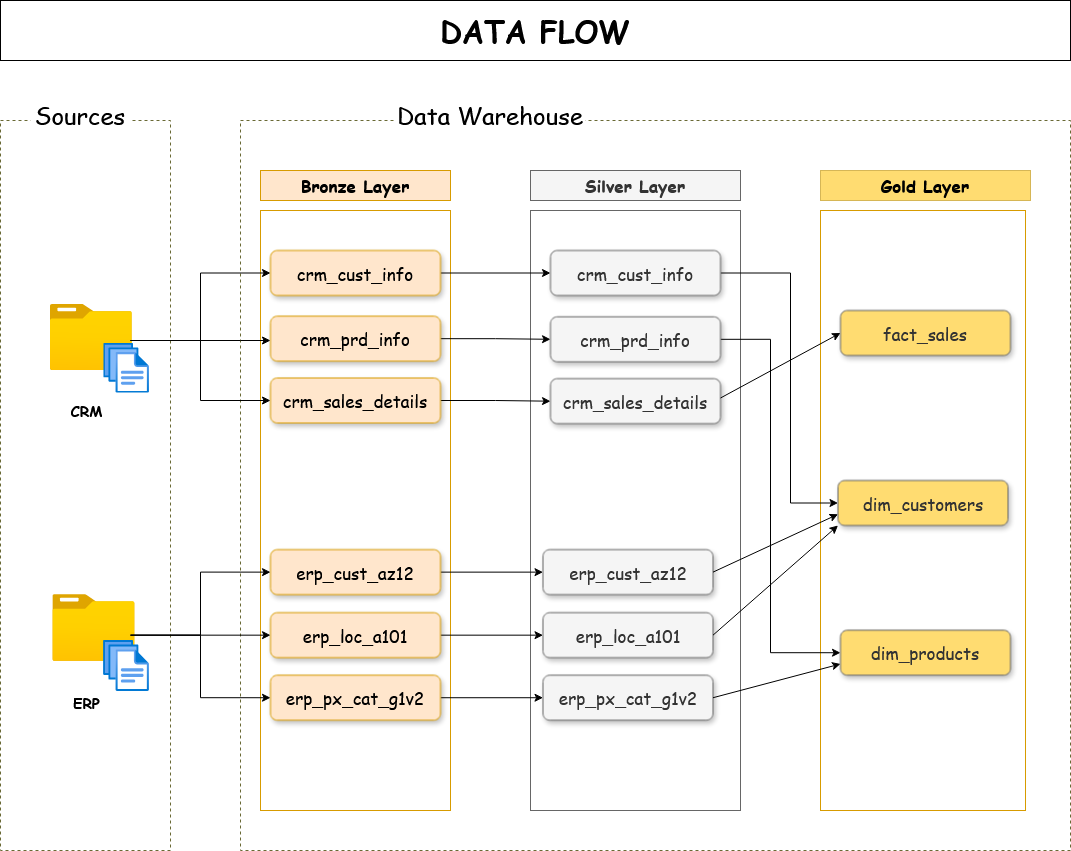 DATA FLOW
Sources
Data Warehouse
Bronze Layer
Silver Layer
Gold Layer
CRM
ERP
crm_cust_info
crm_prd_info
crm_sales_details
erp_cust_az12
erp_loc_a101
erp_px_cat_g1v2
crm_cust_info
crm_prd_info
crm_sales_details
erp_cust_az12
erp_loc_a101
erp_px_cat_g1v2
fact_sales
dim_customers
dim_products